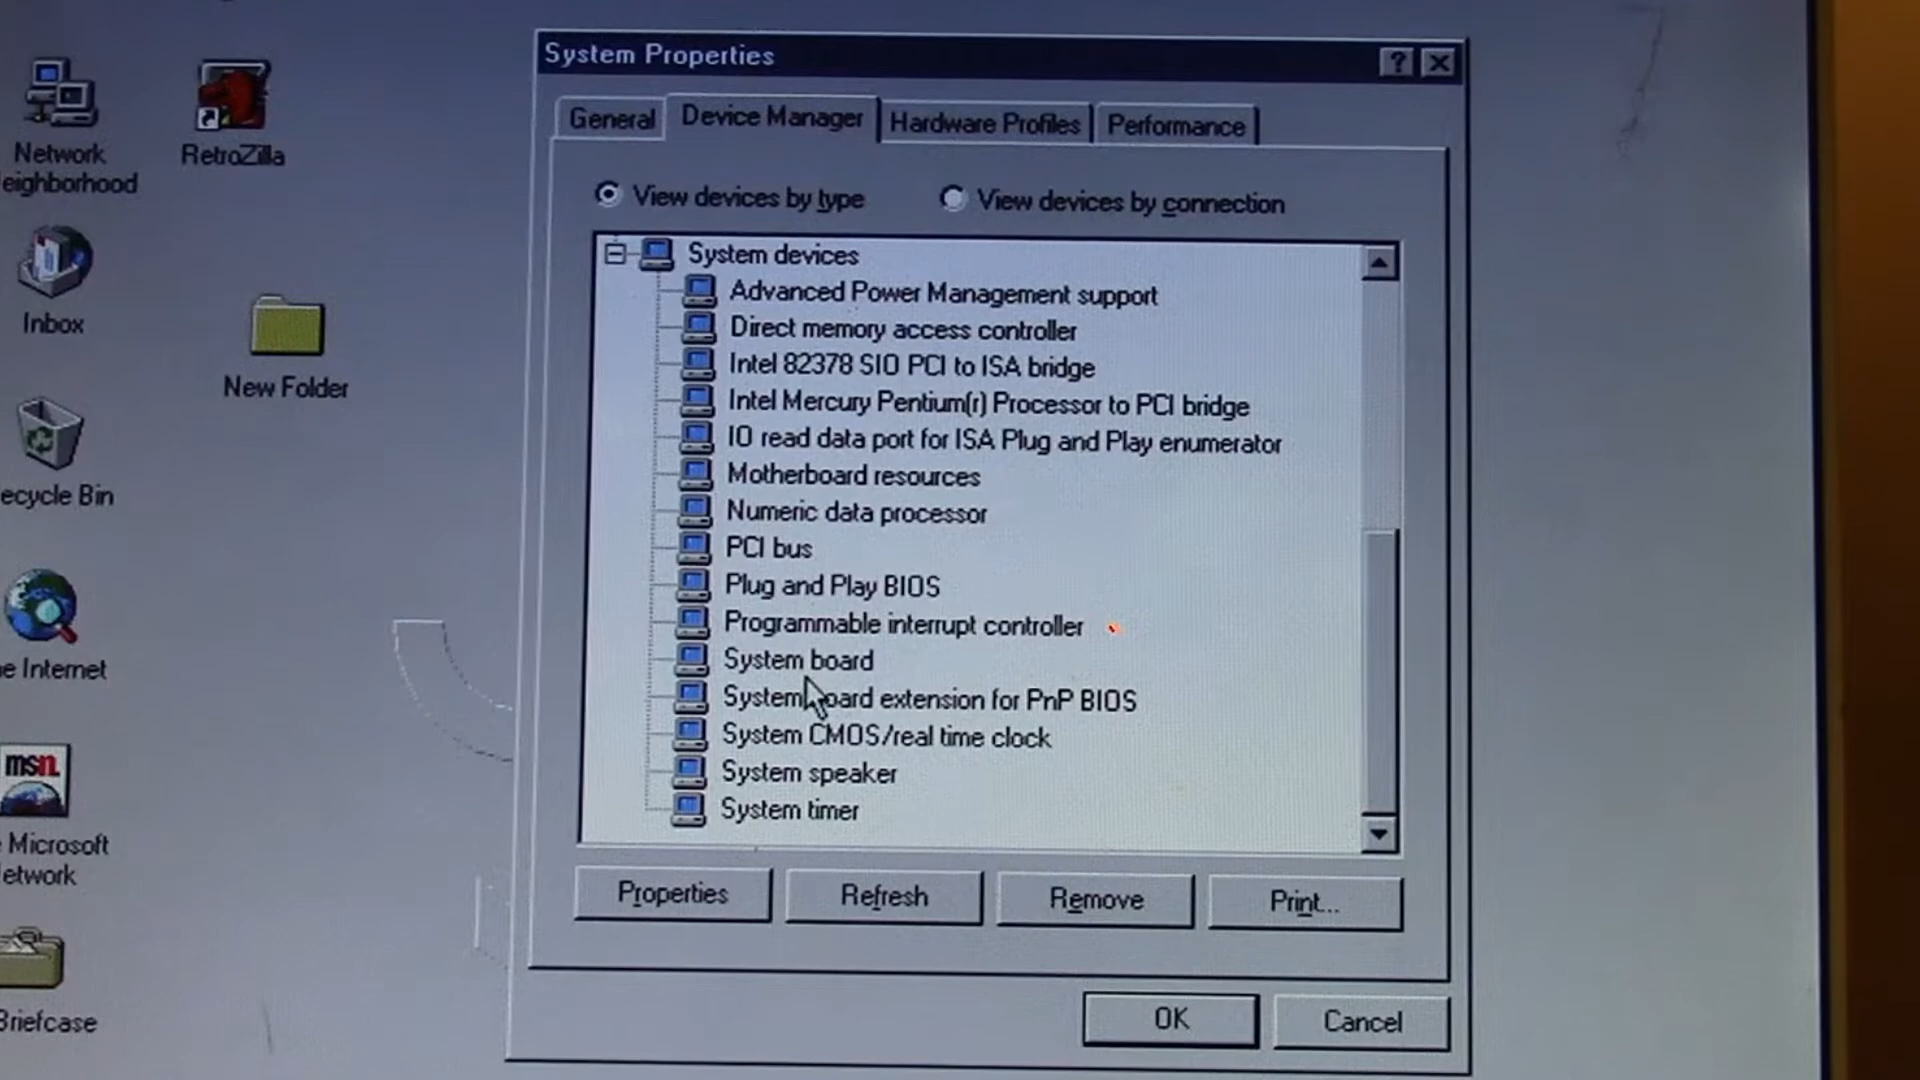 System Properties
General
Device Manager
Hardware Profiles
Performance
View devices by type
View devices by connection
System devices
Advanced Power Management support
Direct memory access controller
Intel 82378 SIO PCI to ISA bridge
Intel Mercury Pentium(r) Processor to PCI bridge
IO read data port for ISA Plug and Play enumerator
Motherboard resources
Numeric data processor
PCI bus
Plug and Play BIOS
Programmable interrupt controller
System board
System board extension for PnP BIOS
System CMOS/real time clock
System speaker
System timer
Properties
Refresh
Remove
Print...
OK
Cancel
Network
eighborhood
RetroZilla
Inbox
New Folder
ecycle Bin
e Internet
msn.
Microsoft
etwork
Briefcase